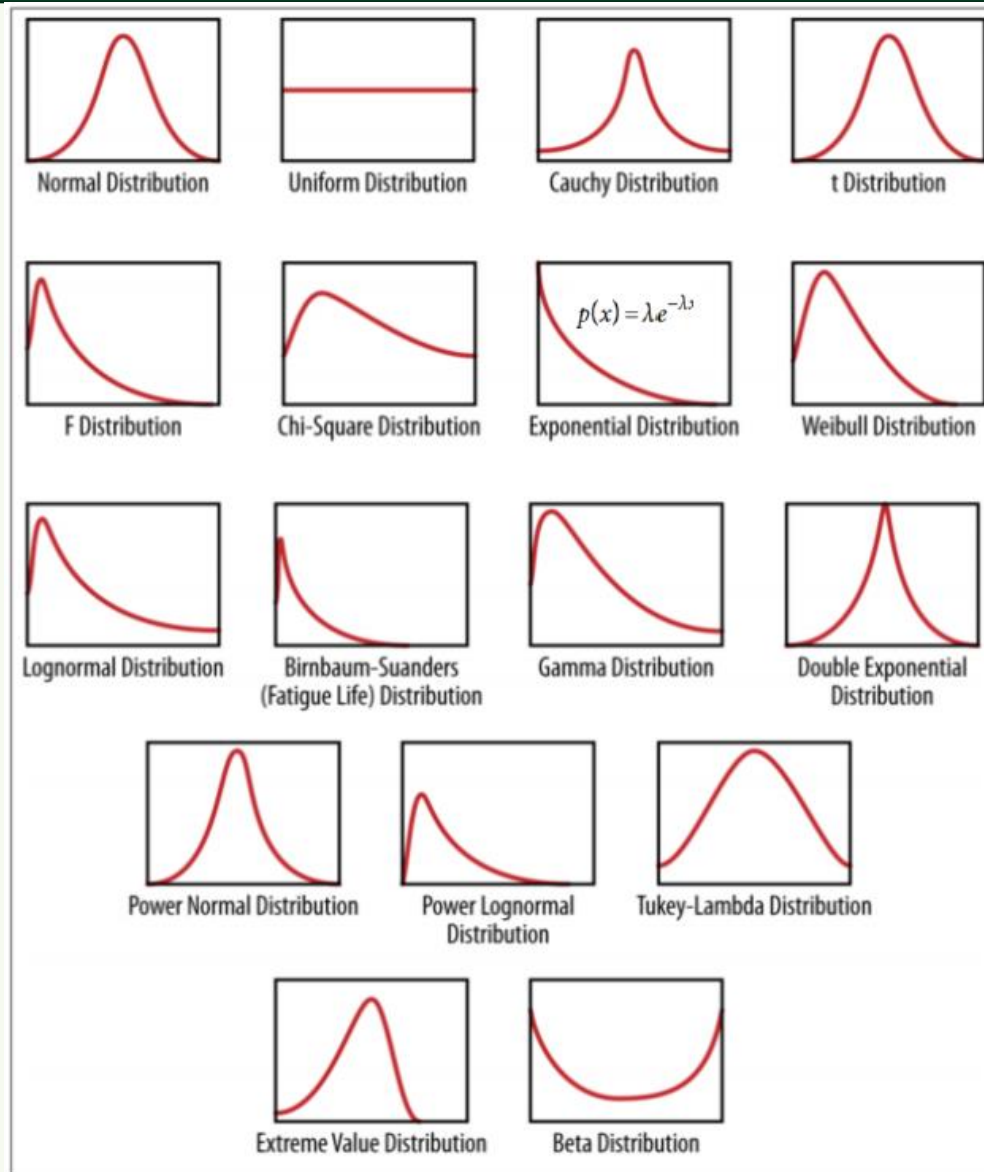 Normal Distribution
Uniform Distribution
Cauchy Distribution
t Distribution
F Distribution
Chi-Square Distribution
p(x) = λe^{-λ›}
Exponential Distribution
Weibull Distribution
Lognormal Distribution
Birnbaum-Suanders
(Fatigue Life) Distribution
Gamma Distribution
Double Exponential
Distribution
Power Normal Distribution
Power Lognormal
Distribution
Tukey-Lambda Distribution
Extreme Value Distribution
Beta Distribution